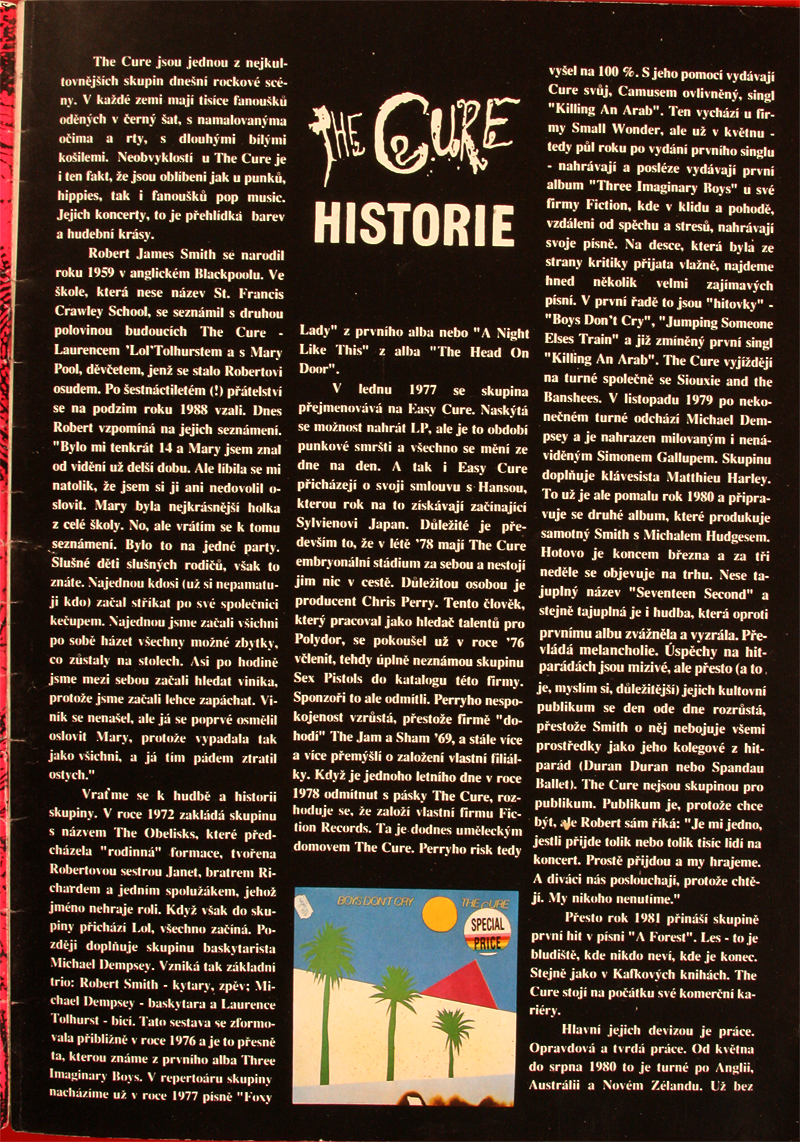 The Cure jsou jednou z nejkul-
tovnějších skupin dnešní rockové scé-
ny. V každé zemi mají tisíce fanoušků
oděných v černý šat, s namalovanýma
očima a rty, s dlouhými bílými
košilemi. Neobvyklostí u The Cure je
i ten fakt, že jsou oblíbeni jak u punků,
hippies, tak i fanoušků pop music.
Jejich koncerty, to je přehlídka barev
a hudební krásy.
Robert James Smith se narodil
roku 1959 v anglickém Blackpoolu. Ve
škole, která nese název St. Francis
Crawley School, se seznámil s druhou
polovinou budoucích The Cure -
Laurencem 'Lol'Tolhurstem a s Mary
Pool, děvčetem, jenž se stalo Robertovi
osudem. Po šestnáctiletém (!) přátelství
se na podzim roku 1988 vzali. Dnes
Robert vzpomíná na jejich seznámení.
"Bylo mi tenkrát 14 a Mary jsem znal
od vidění už delší dobu. Ale líbila se mi
natolik, že jsem si ji ani nedovolil o-
slovit. Mary byla nejkrásnější holka
z celé školy. No, ale vrátím se k tomu
seznámení. Bylo to na jedné party.
Slušné děti slušných rodičů, však to
znáte. Najednou kdosi (už si nepamatu-
ji kdo) začal stříkat po své společnici
kečupem. Najednou jsme začali všichni
po sobě házet všechny možné zbytky,
co zůstaly na stolech. Asi po hodině
jsme mezi sebou začali hledat viníka,
protože jsme začali lehce zapáchat. Vi-
ník se nenašel, ale já se poprvé osmělil
oslovit Mary, protože vypadala tak
jako všichni, a já tím pádem ztratil
ostych."
Vraťme se k hudbě a historii
skupiny. V roce 1972 zakládá skupinu
s názvem The Obelisks, které před-
cházela "rodinná" formace, tvořena
Robertovou sestrou Janet, bratrem Ri-
chardem a jedním spolužákem, jehož
jméno nehraje roli. Když však do sku-
piny přichází Lol, všechno začíná. Po-
zději doplňuje skupinu baskytarista
Michael Dempsey. Vzniká tak základní
trio: Robert Smith - kytary, zpěv; Mi-
chael Dempsey - baskytara a Laurence
Tolhurst - bicí. Tato sestava se zformo-
vala přibližně v roce 1976 a je to přesně
ta, kterou známe z prvního alba Three
Imaginary Boys. V repertoáru skupiny
nacházíme už v roce 1977 písně "Foxy
THE CURE
HISTORIE
Lady" z prvního alba nebo "A Night
Like This" z alba "The Head On
Door".
V lednu 1977 se skupina
přejmenovává na Easy Cure. Naskýtá
se možnost nahrát LP, ale je to období
punkové smršti a všechno se mění ze
dne na den. A tak i Easy Cure
přicházejí o svoji smlouvu s Hansou,
kterou rok na to získávají začínající
Sylvienovi Japan. Důležité je pře-
devším to, že v létě '78 mají The Cure
embryonální stádium za sebou a nestojí
jim nic v cestě. Důležitou osobou je
producent Chris Perry. Tento člověk,
který pracoval jako hledač talentů pro
Polydor, se pokoušel už v roce '76
včlenit, tehdy úplně neznámou skupinu
Sex Pistols do katalogu této firmy.
Sponzoři to ale odmítli. Perryho nespo-
kojenost vzrůstá, přestože firmě "do-
hodí" The Jam a Sham '69, a stále více
a více přemýšlí o založení vlastní filiál-
ky. Když je jednoho letního dne v roce
1978 odmítnut s pásky The Cure, roz-
hoduje se, že založí vlastní firmu Fic-
tion Records. Ta je dodnes uměleckým
domovem The Cure. Perryho risk tedy
BOYS DON'T CRY
THE CURE
SPECIAL
PRICE
vyšel na 100 %. S jeho pomocí vydávají
Cure svůj, Camusem ovlivněný, singl
"Killing An Arab". Ten vychází u fir-
my Small Wonder, ale už v květnu -
tedy půl roku po vydání prvního singlu
- nahrávají a posléze vydávají první
album "Three Imaginary Boys" u své
firmy Fiction, kde v klidu a pohodě,
vzdáleni od spěchu a stresů, nahrávají
svoje písně. Na desce, která byla ze
strany kritiky přijata vlažně, najdeme
hned několik velmi zajímavých
písní. V první řadě to jsou "hitovky" -
"Boys Don't Cry", "Jumping Someone
Elses Train" a již zmíněný první singl
"Killing An Arab". The Cure vyjíždějí
na turné společně se Siouxie and the
Banshees. V listopadu 1979 po neko-
nečném turné odchází Michael Dem-
psey a je nahrazen milovaným i nená-
viděným Simonem Gallupem. Skupinu
doplňuje klávesista Matthieu Harley.
To už je ale pomalu rok 1980 a připra-
vuje se druhé album, které produkuje
samotný Smith s Michalem Hudgesem.
Hotovo je koncem března a za tři
neděle se objevuje na trhu. Nese ta-
juplný název "Seventeen Second" a
stejně tajuplná je i hudba, která oproti
prvnímu albu zvážněla a vyzrála. Pře-
vládá melancholie. Úspěchy na hit-
parádách jsou mizivé, ale přesto (a to
je, myslím si, důležitější) jejich kultovní
publikum se den ode dne rozrůstá,
přestože Smith o něj nebojuje všemi
prostředky jako jeho kolegové z hit-
parád (Duran Duran nebo Spandau
Ballet). The Cure nejsou skupinou pro
publikum. Publikum je, protože chce
být, ale Robert sám říká: "Je mi jedno,
jestli přijde tolik nebo tolik tisíc lidí na
koncert. Prostě přijdou a my hrajeme.
A diváci nás poslouchají, protože chtě-
jí. My nikoho nenutíme."
Přesto rok 1981 přináší skupině
první hit v písni "A Forest". Les - to je
bludiště, kde nikdo neví, kde je konec.
Stejně jako v Kafkových knihách. The
Cure stojí na počátku své komerční ka-
riéry.
Hlavní jejich devizou je práce.
Opravdová a tvrdá práce. Od května
do srpna 1980 to je turné po Anglii,
Austrálii a Novém Zélandu. Už bez